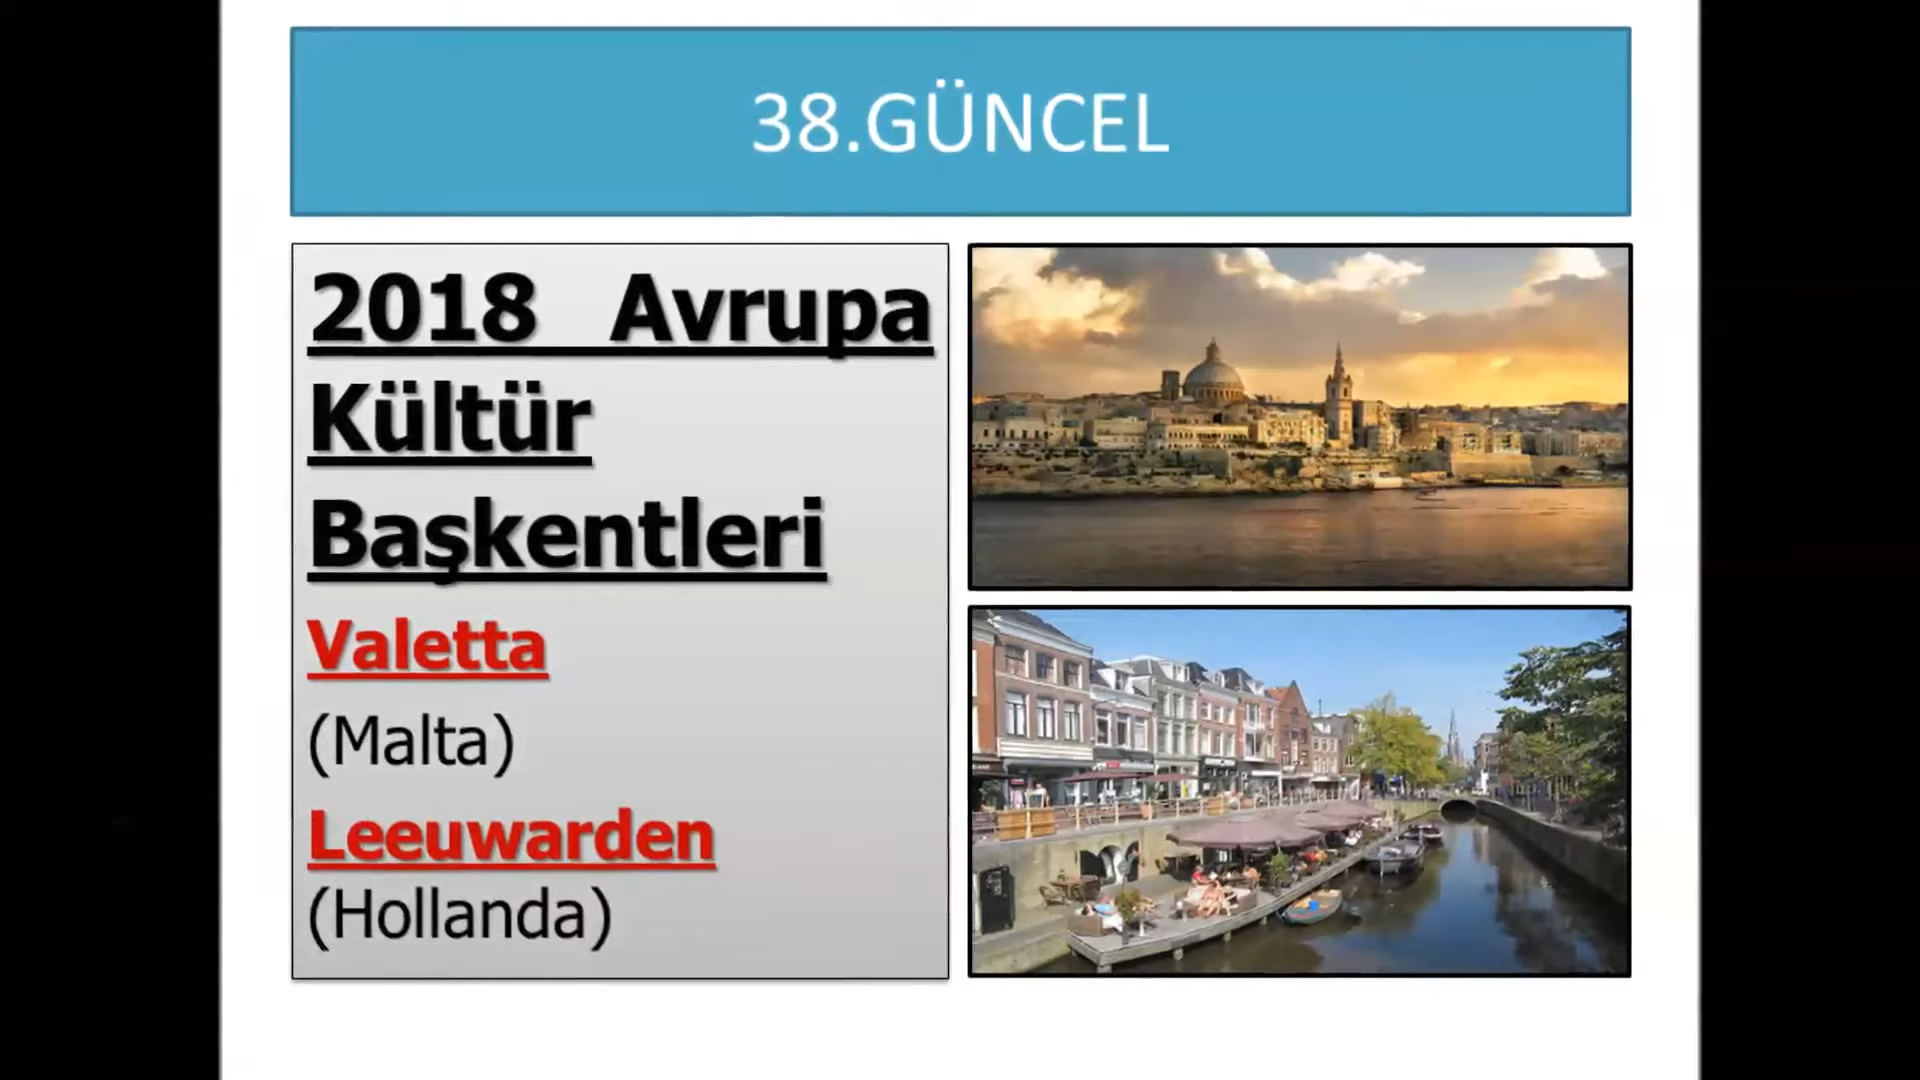 38.GÜNCEL
2018 Avrupa
Kültür
Başkentleri
Valetta
(Malta)
Leeuwarden
(Hollanda)